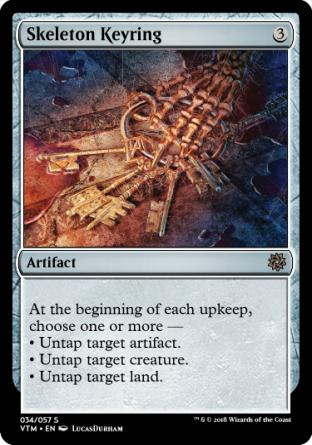 Skeleton Keyring 3
Artifact
At the beginning of each upkeep,
choose one or more —
• Untap target artifact.
• Untap target creature.
• Untap target land.
034/057 S
VTM • EN LucasDurham
™ & © 2018 Wizards of the Coast